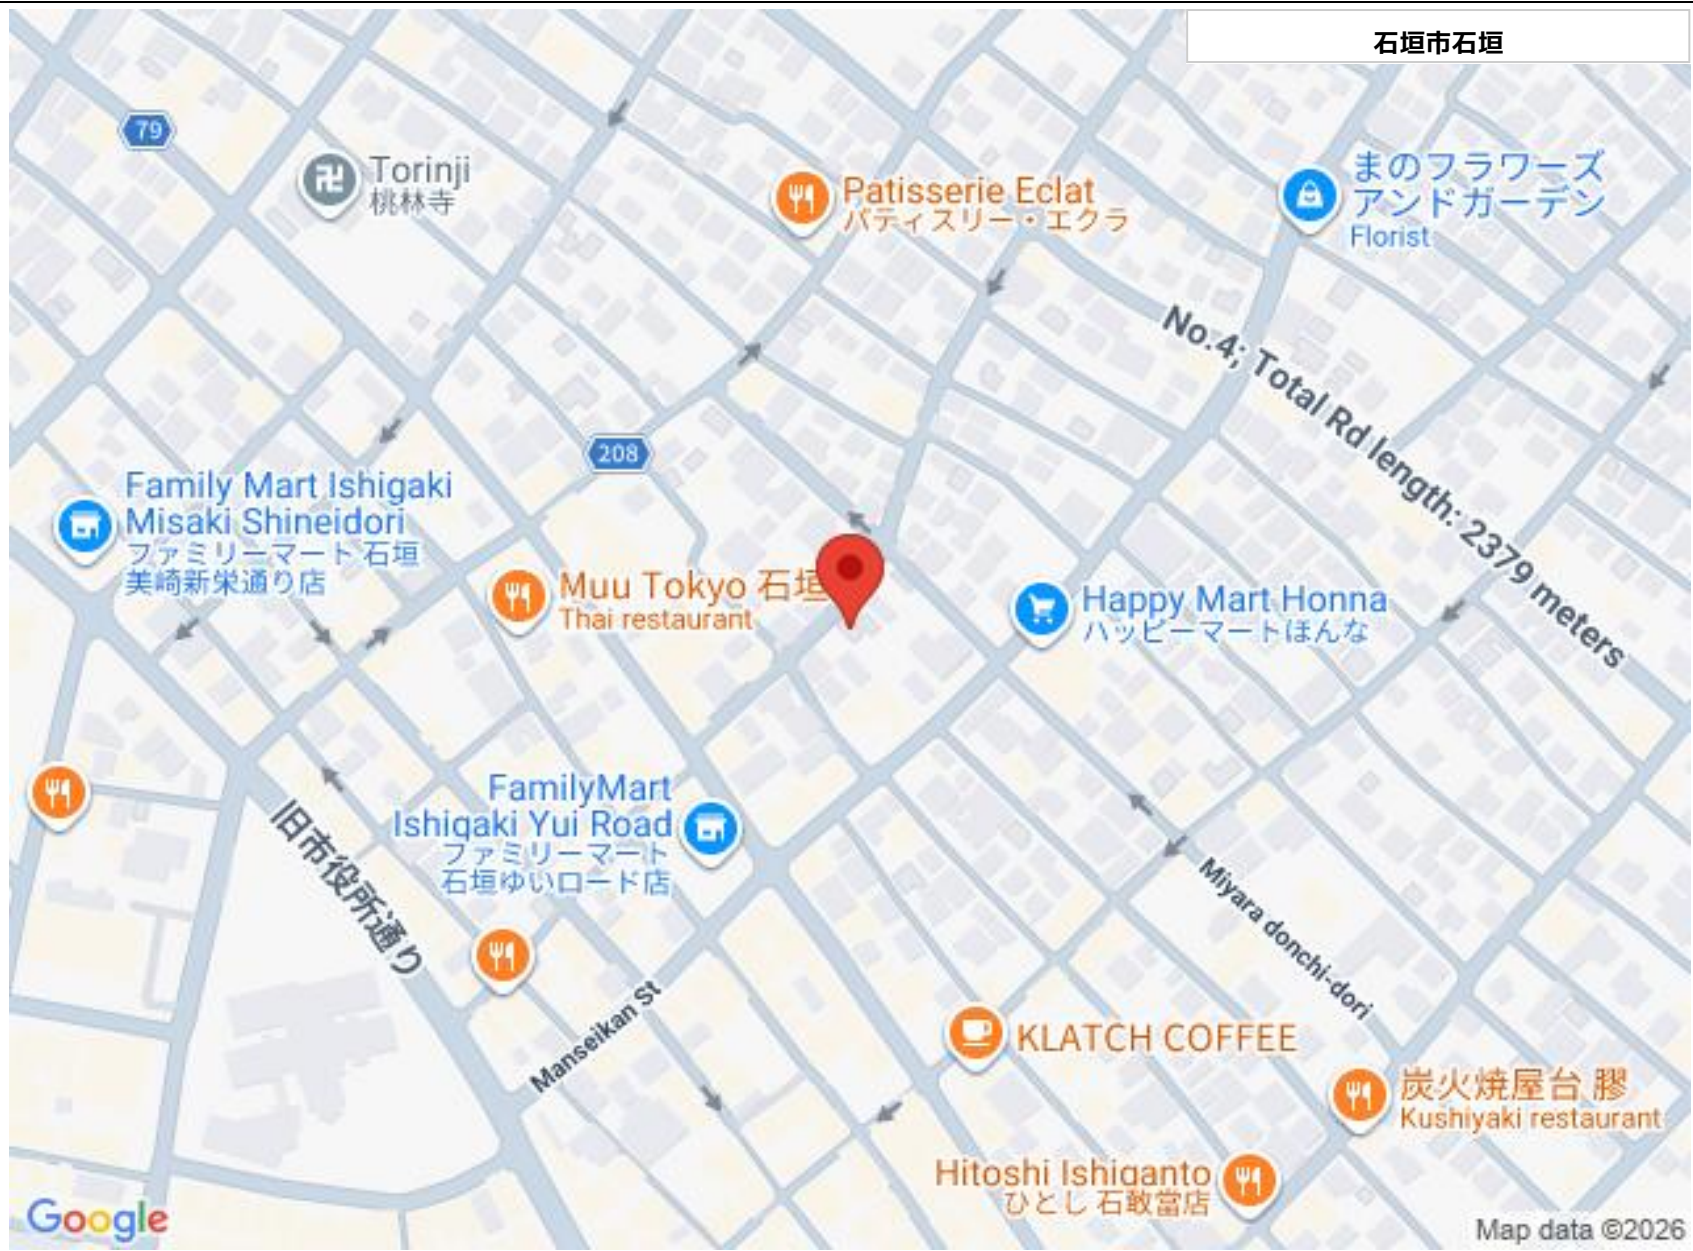 石垣市石垣
79
Torinji
桃林寺
Patisserie Eclat
パティスリー・エクラ
まのフラワーズ
アンドガーデン
Florist
No.4; Total Rd length: 2379 meters
208
Family Mart Ishigaki
Misaki Shineidori
ファミリーマート 石垣
美崎新栄通り店
Muu Tokyo 石垣
Thai restaurant
Happy Mart Honna
ハッピーマートほんな
FamilyMart
Ishigaki Yui Road
ファミリーマート
石垣ゆいロード店
旧市役所通り
Miyara donchi-dori
Manseikan St
KLATCH COFFEE
炭火焼屋台 膠
Kushiyaki restaurant
Hitoshi Ishiganto
ひとし 石敢當店
Google
Map data ©2026